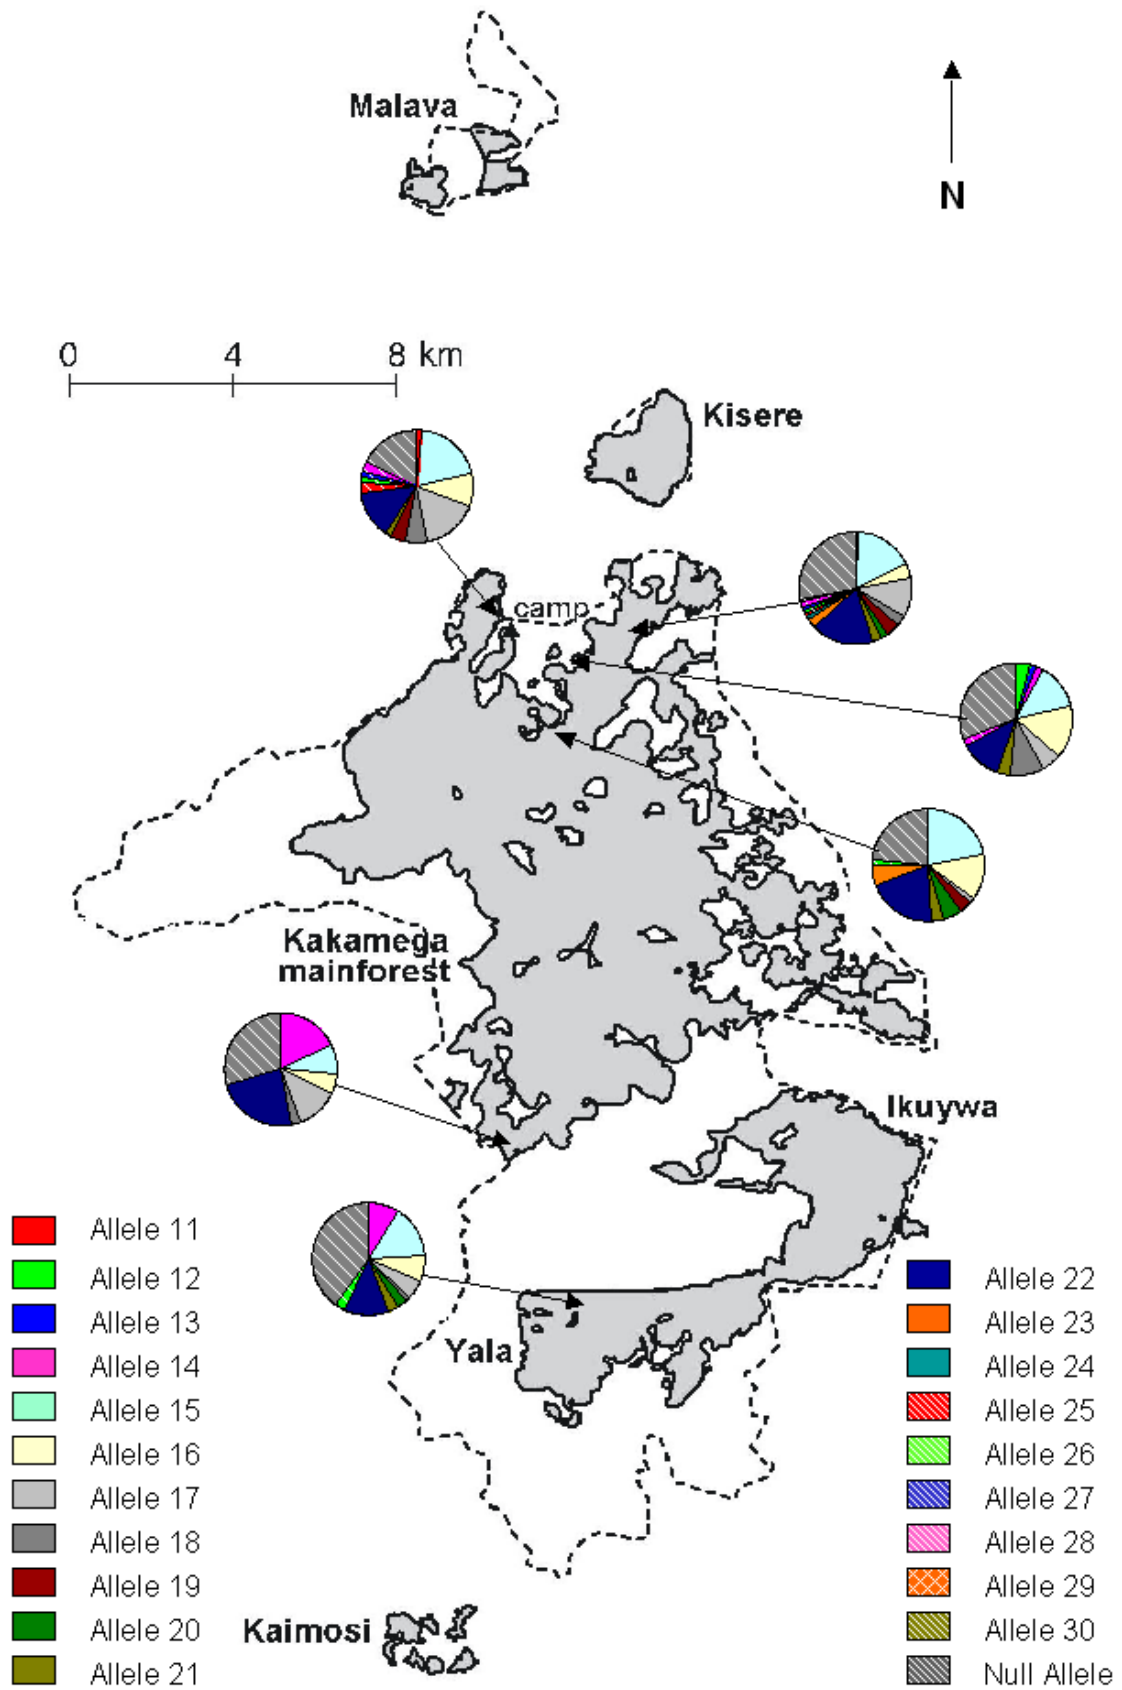 Malava
N
0 4 8 km
Kisere
camp
Kakamega
mainforest
Ikuywa
Yala
Kaimosi
Allele 11
Allele 12
Allele 13
Allele 14
Allele 15
Allele 16
Allele 17
Allele 18
Allele 19
Allele 20
Allele 21
Allele 22
Allele 23
Allele 24
Allele 25
Allele 26
Allele 27
Allele 28
Allele 29
Allele 30
Null Allele